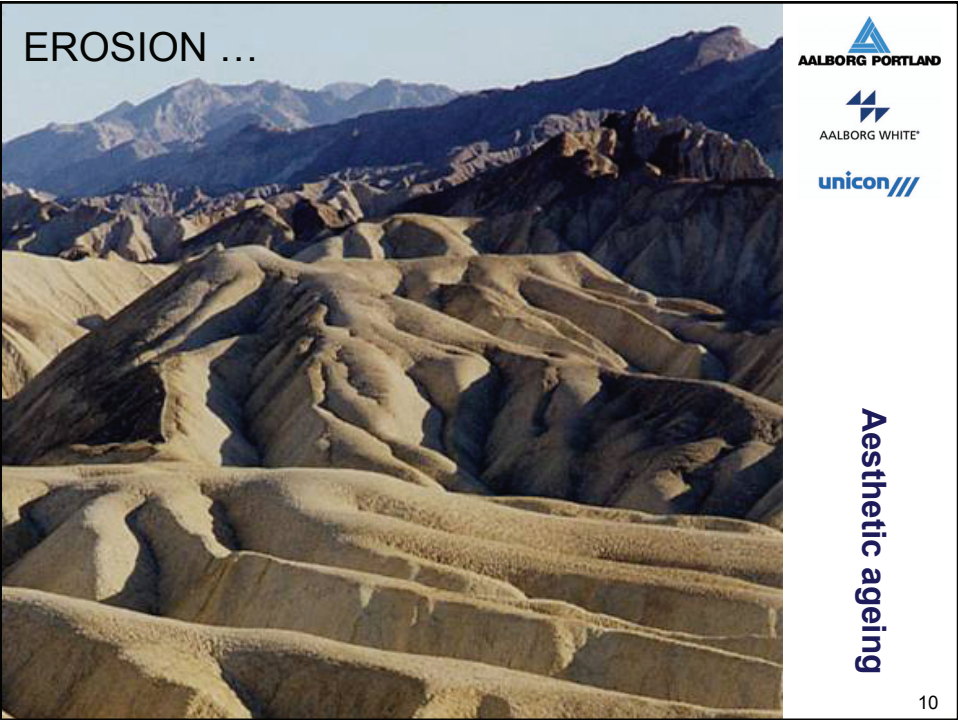 EROSION …
AALBORG PORTLAND
AALBORG WHITE®
unicon
Aesthetic ageing
10